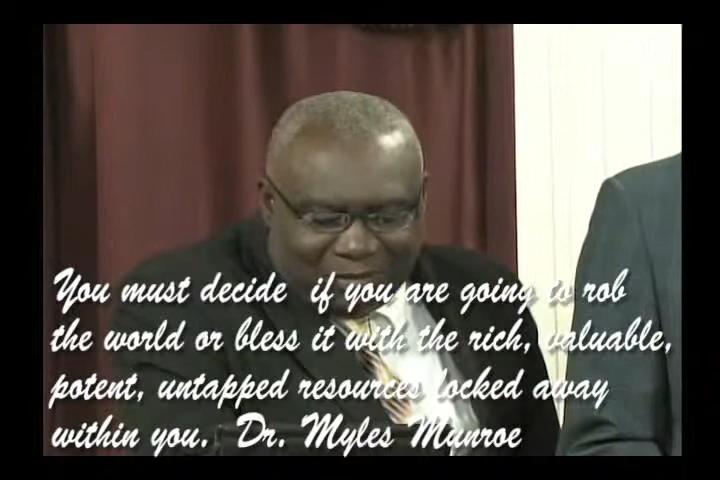 You must decide if you are going to rob
the world or bless it with the rich, valuable,
potent, untapped resources locked away
within you. Dr. Myles Munroe